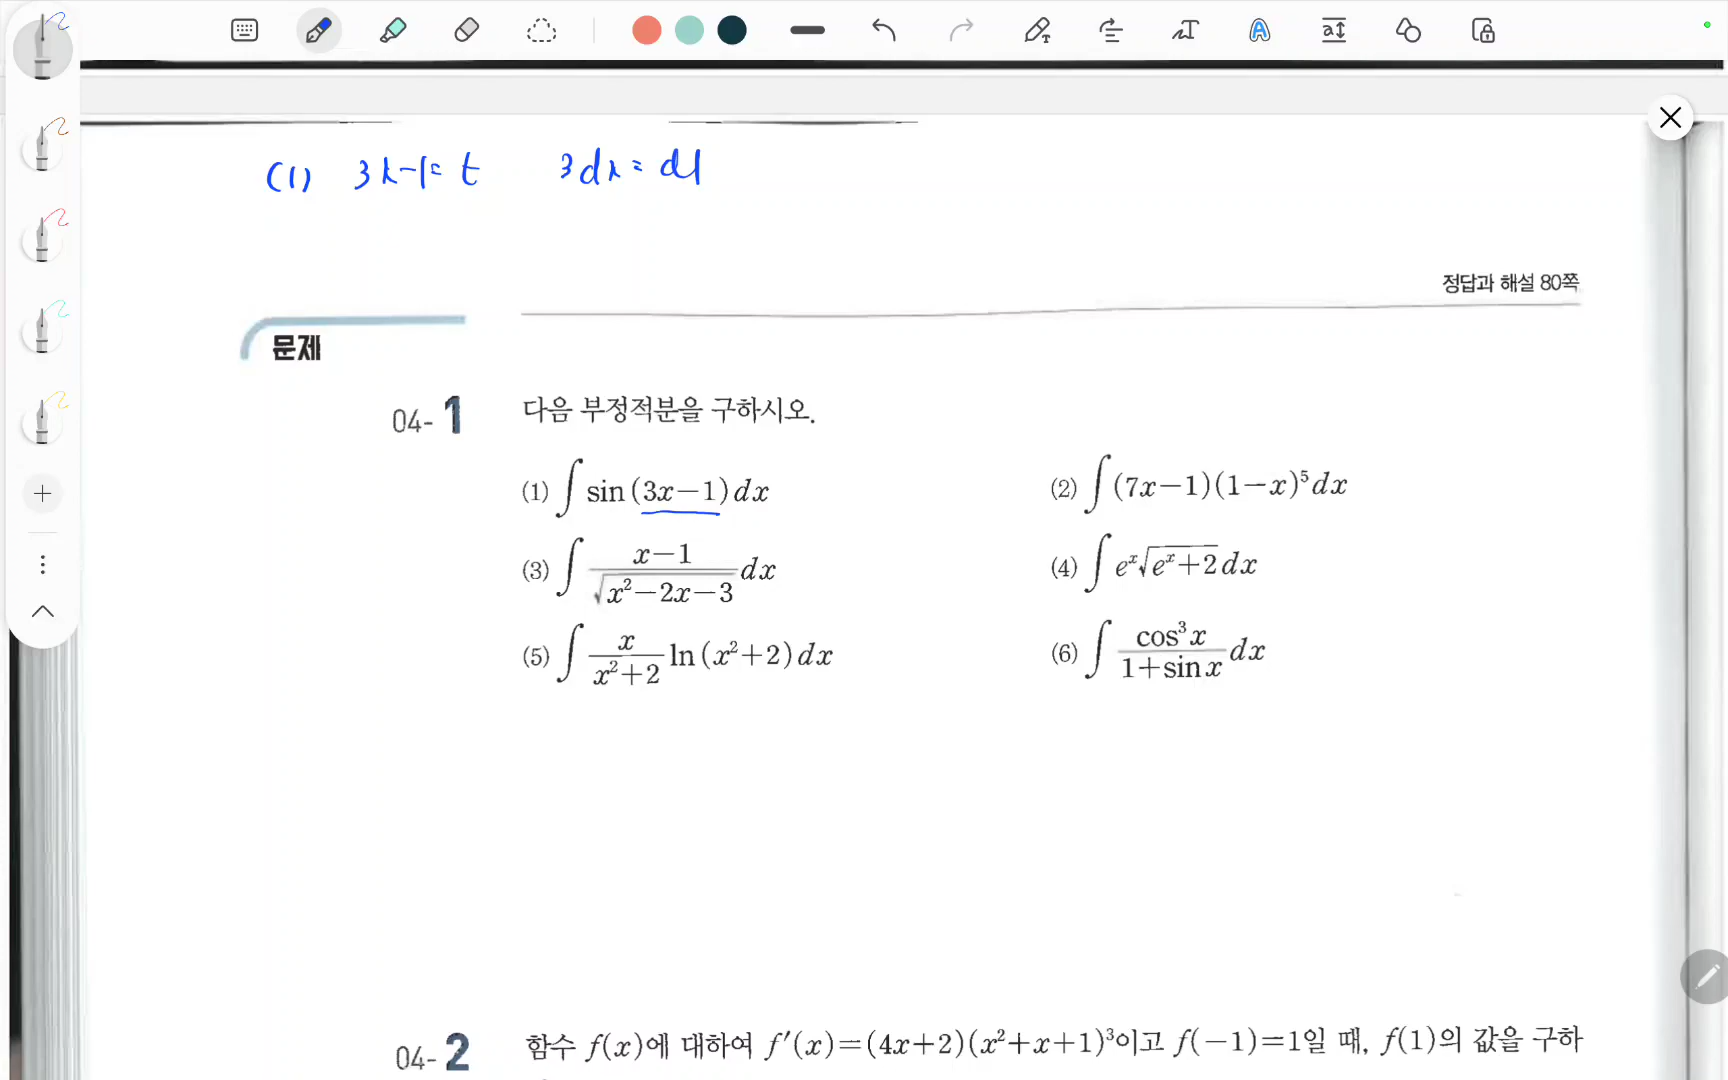 (1) 3x-1=t 3dx=dt
정답과 해설 80쪽
문제
04-1 다음 부정적분을 구하시오.
(1) ∫sin(3x-1)dx (2) ∫(7x-1)(1-x)⁵dx
(3) ∫(x-1)/√(x²-2x-3) dx (4) ∫eˣ√(eˣ+2)dx
(5) ∫x/(x²+2) ln(x²+2)dx (6) ∫cos³x/(1+sinx) dx
04-2 함수 f(x)에 대하여 f′(x)=(4x+2)(x²+x+1)³이고 f(-1)=1일 때, f(1)의 값을 구하